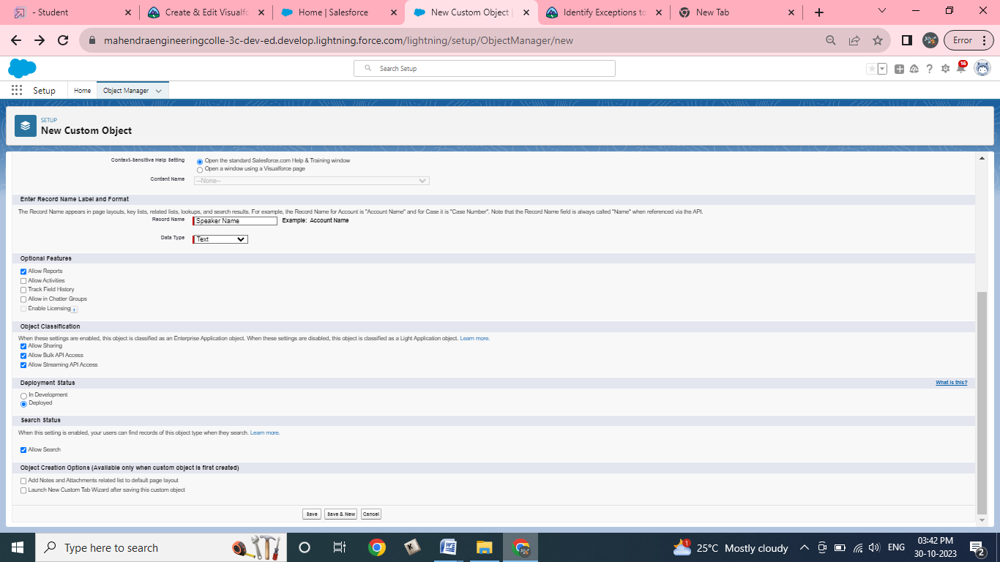 - Student
Create & Edit Visualfo
Home | Salesforce
New Custom Object |
Identify Exceptions to
New Tab
mahendraengineeringcolle-3c-dev-ed.develop.lightning.force.com/lightning/setup/ObjectManager/new
Error
Search Setup
16
Setup
Home
Object Manager
SETUP
New Custom Object
Context-Sensitive Help Setting
Open the standard Salesforce.com Help & Training window
Open a window using a Visualforce page
Content Name
--None--
Enter Record Name Label and Format
The Record Name appears in page layouts, key lists, related lists, lookups, and search results. For example, the Record Name for Account is "Account Name" and for Case it is "Case Number". Note that the Record Name field is always called "Name" when referenced via the API.
Record Name
Speaker Name
Example: Account Name
Data Type
Text
Optional Features
Allow Reports
Allow Activities
Track Field History
Allow in Chatter Groups
Enable Licensing i
Object Classification
When these settings are enabled, this object is classified as an Enterprise Application object. When these settings are disabled, this object is classified as a Light Application object. Learn more.
Allow Sharing
Allow Bulk API Access
Allow Streaming API Access
Deployment Status
What is this?
In Development
Deployed
Search Status
When this setting is enabled, your users can find records of this object type when they search. Learn more.
Allow Search
Object Creation Options (Available only when custom object is first created)
Add Notes and Attachments related list to default page layout
Launch New Custom Tab Wizard after saving this custom object
Save
Save & New
Cancel
Type here to search
1
25°C Mostly cloudy
ENG
03:42 PM
30-10-2023
2